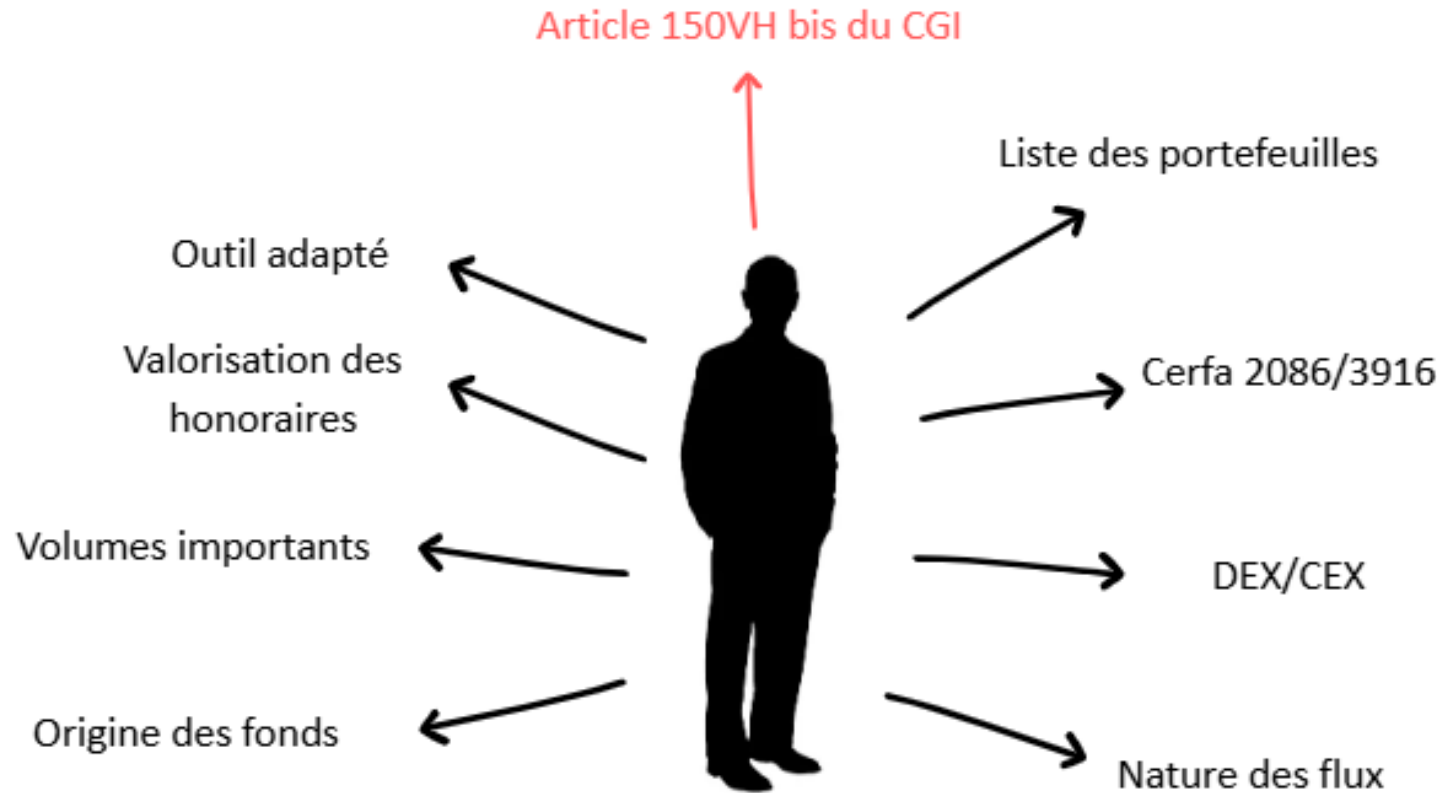 Article 150VH bis du CGI
Liste des portefeuilles
Outil adapté
Valorisation des
honoraires
Cerfa 2086/3916
Volumes importants
DEX/CEX
Origine des fonds
Nature des flux